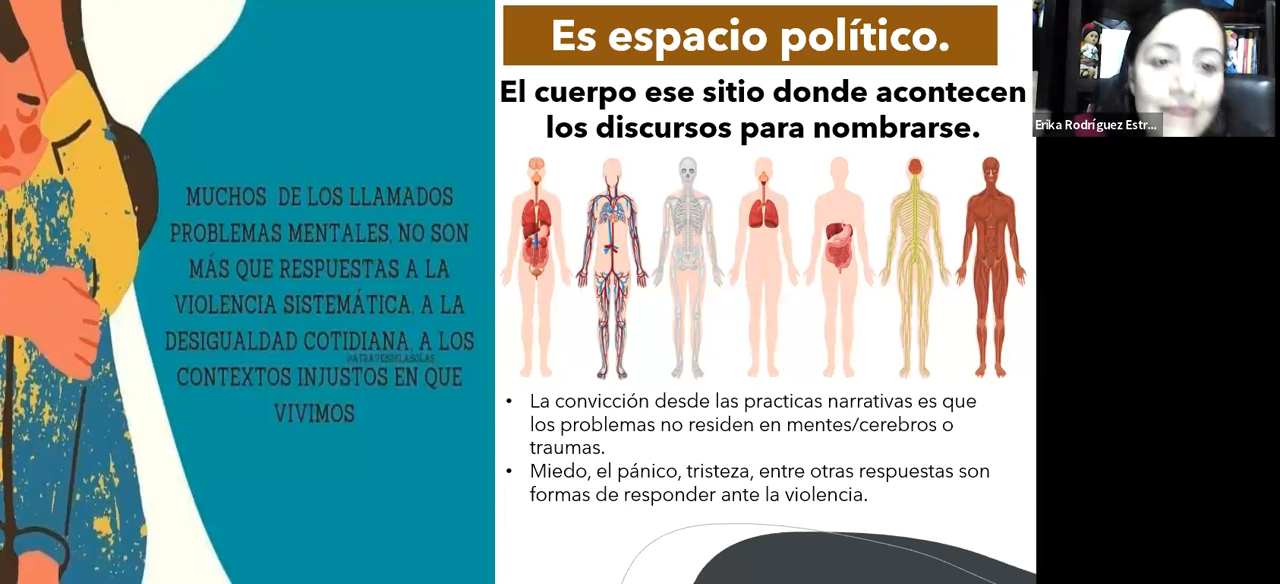 MUCHOS DE LOS LLAMADOS
PROBLEMAS MENTALES, NO SON
MÁS QUE RESPUESTAS A LA
VIOLENCIA SISTEMÁTICA, A LA
DESIGUALDAD COTIDIANA, A LOS
@ATRAVESDELASOLAS
CONTEXTOS INJUSTOS EN QUE
VIVIMOS
Es espacio político.
El cuerpo ese sitio donde acontecen
los discursos para nombrarse.
• La convicción desde las practicas narrativas es que
los problemas no residen en mentes/cerebros o
traumas.
• Miedo, el pánico, tristeza, entre otras respuestas son
formas de responder ante la violencia.
Erika Rodríguez Estr...